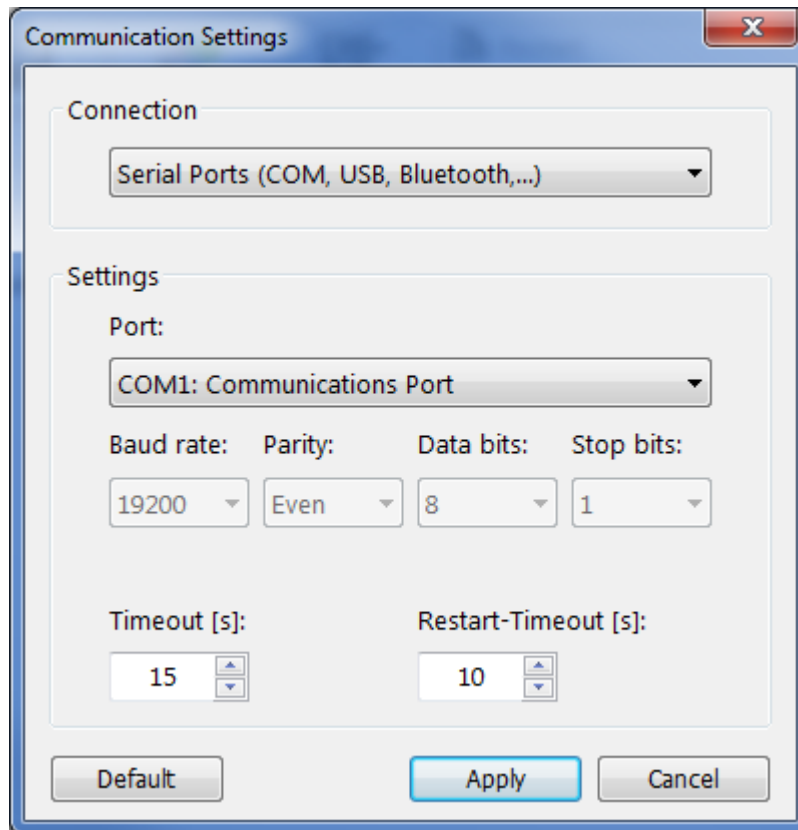 Communication Settings
Connection
Serial Ports (COM, USB, Bluetooth,...)
Settings
Port:
COM1: Communications Port
Baud rate: Parity: Data bits: Stop bits:
19200 Even 8 1
Timeout [s]: Restart-Timeout [s]:
15 10
Default Apply Cancel